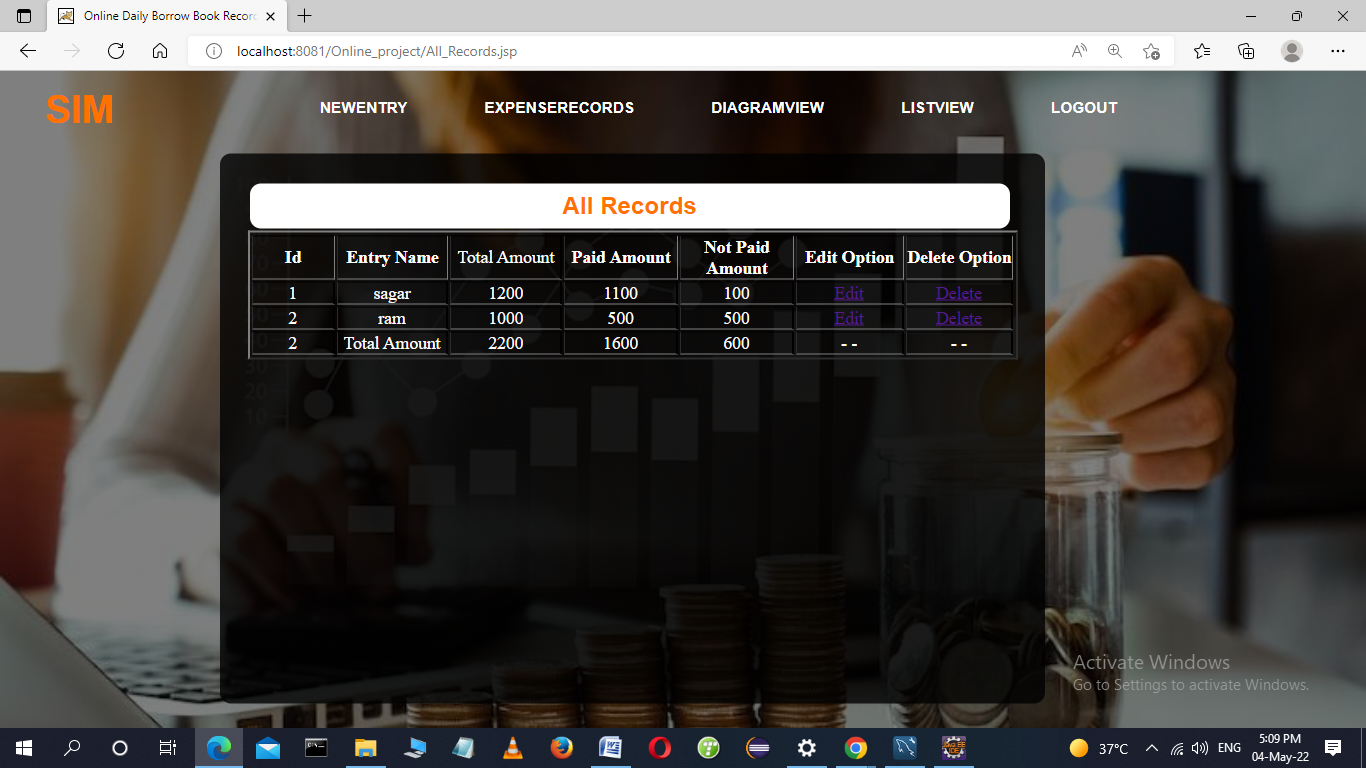 Online Daily Borrow Book Recor
localhost:8081/Online_project/All_Records.jsp
SIM NEWENTRY EXPENSERECORDS DIAGRAMVIEW LISTVIEW LOGOUT
All Records
Id Entry Name Total Amount Paid Amount Not Paid Amount Edit Option Delete Option
1 sagar 1200 1100 100 Edit Delete
2 ram 1000 500 500 Edit Delete
2 Total Amount 2200 1600 600 - - - -
30
20
10
Activate Windows
Go to Settings to activate Windows.
37°C ENG 5:09 PM
04-May-22